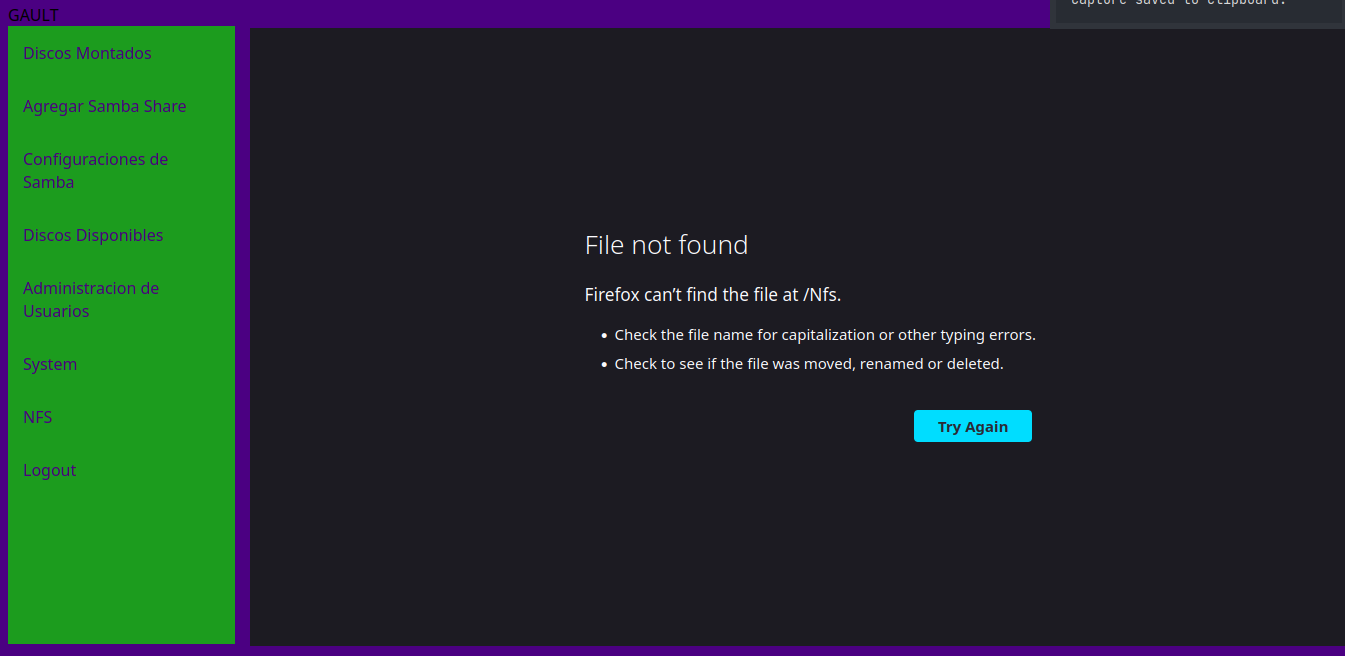 GAULT
capture saved to clipboard.
Discos Montados
Agregar Samba Share
Configuraciones de
Samba
Discos Disponibles
Administracion de
Usuarios
System
NFS
Logout
File not found
Firefox can’t find the file at /Nfs.
• Check the file name for capitalization or other typing errors.
• Check to see if the file was moved, renamed or deleted.
Try Again